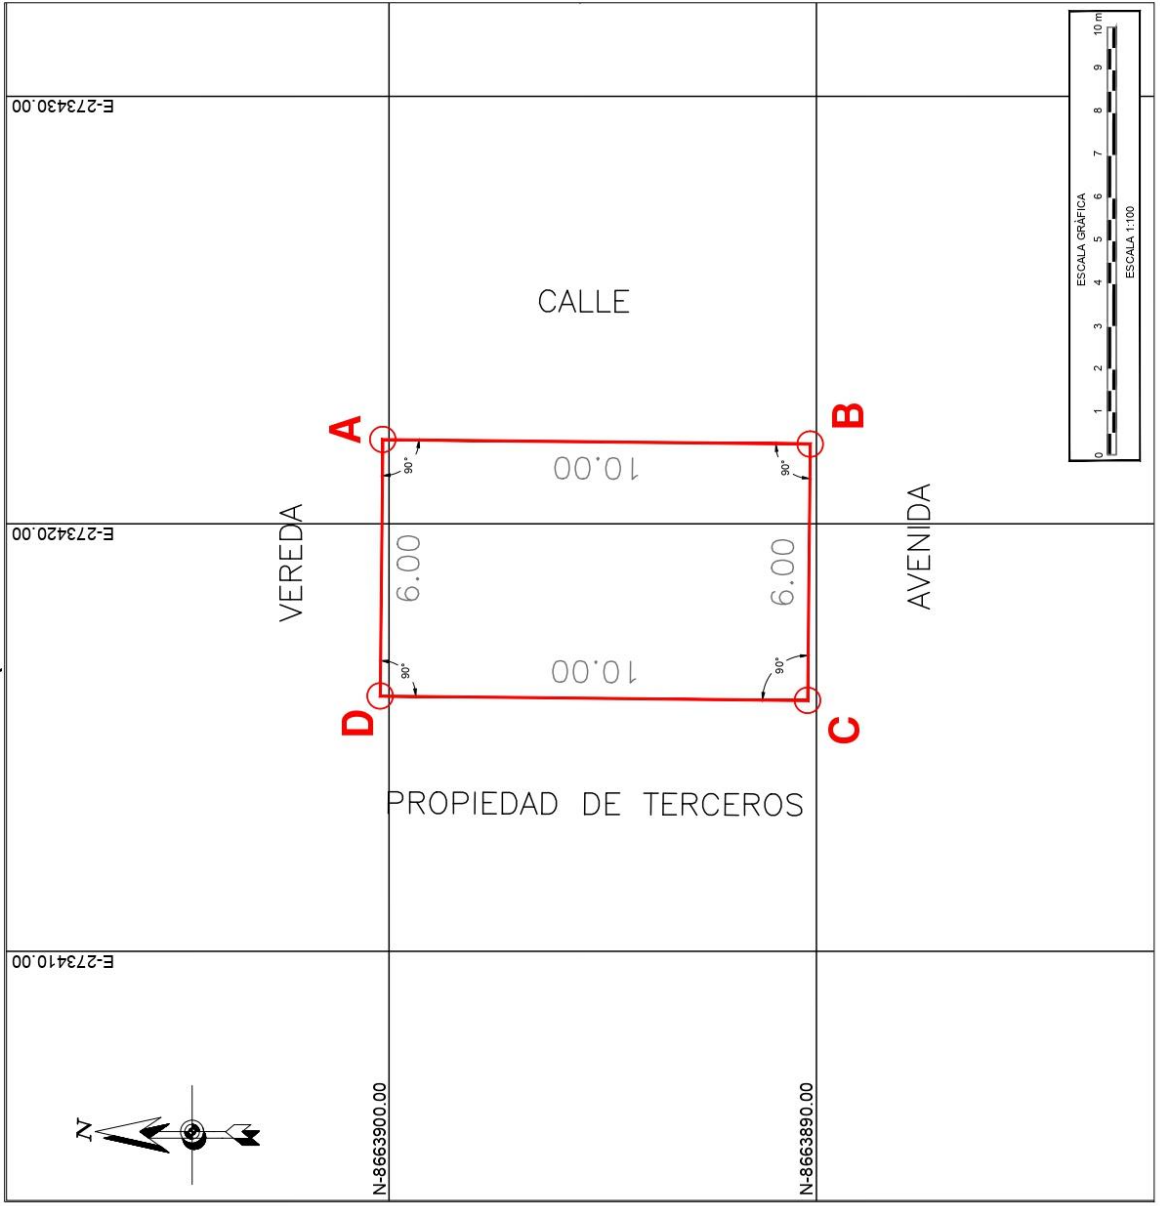 E-273430.00
E-273420.00
E-273410.00
N-8663900.00
N-8663890.00
N
VEREDA
CALLE
AVENIDA
PROPIEDAD DE TERCEROS
A
B
C
D
10.00
10.00
6.00
6.00
90°
90°
90°
90°
ESCALA GRÁFICA
0 1 2 3 4 5 6 7 8 9 10 m
ESCALA 1:100